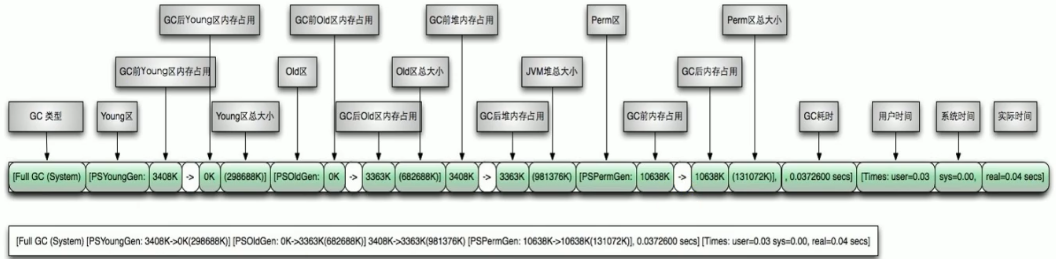 GC后Young区内存占用 GC前Old区内存占用 GC前堆内存占用 Perm区 Perm区总大小
GC前Young区内存占用 Old区 Old区总大小 JVM堆总大小 GC后内存占用
GC 类型 Young区 Young区总大小 GC后Old区内存占用 GC后堆内存占用 GC前内存占用 GC耗时 用户时间 系统时间 实际时间
[Full GC (System) [PSYoungGen: 3408K -> 0K (298688K)] [PSOldGen: 0K -> 3363K (682688K)] 3408K -> 3363K (981376K) [PSPermGen: 10638K -> 10638K (131072K)], , 0.0372600 secs] [Times: user=0.03 sys=0.00, real=0.04 secs]
[Full GC (System) [PSYoungGen: 3408K->0K(298688K)] [PSOldGen: 0K->3363K(682688K)] 3408K->3363K(981376K) [PSPermGen: 10638K->10638K(131072K)], 0.0372600 secs] [Times: user=0.03 sys=0.00, real=0.04 secs]